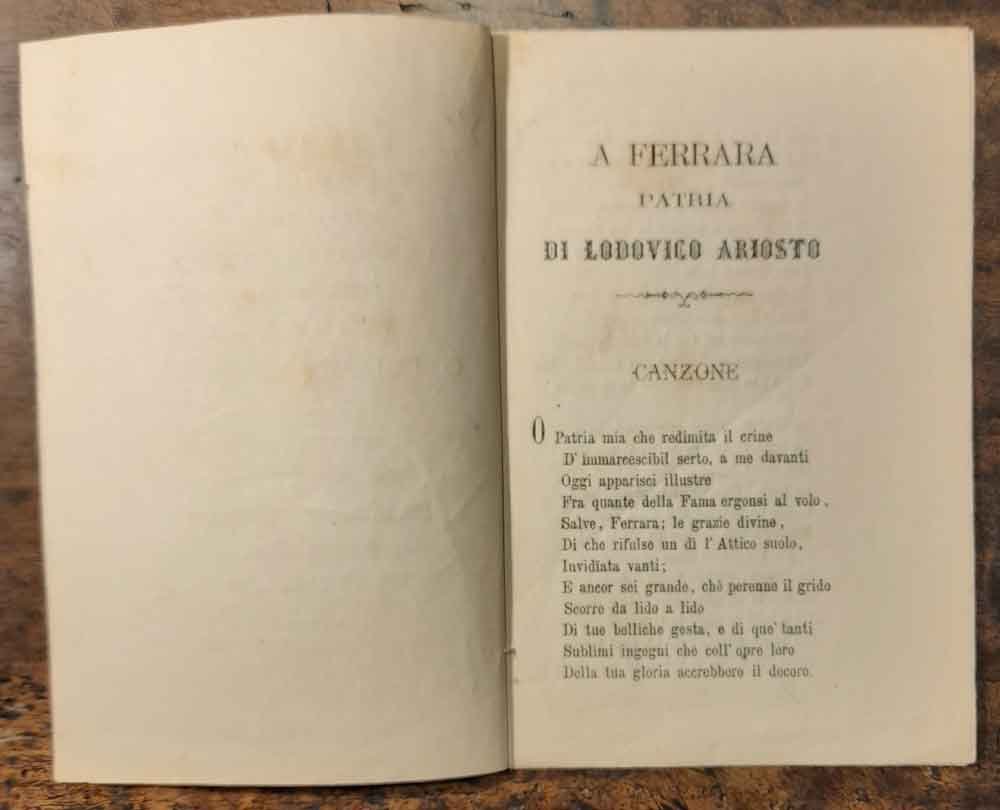 A FERRARA
PATRIA
DI LODOVICO ARIOSTO
CANZONE
O Patria mia che redimita il crine
D' immarcescibil serto, a me davanti
Oggi apparisci illustre
Fra quante della Fama ergonsi al volo,
Salve, Ferrara; le grazie divine,
Di che rifulse un dì l' Attico suolo,
Invidïata vanti;
E ancor sei grande, chè perenne il grido
Scorre da lido a lido
Di tue belliche gesta, e di que' tanti
Sublimi ingegni che coll' opre loro
Della tua gloria accrebbero il decoro.